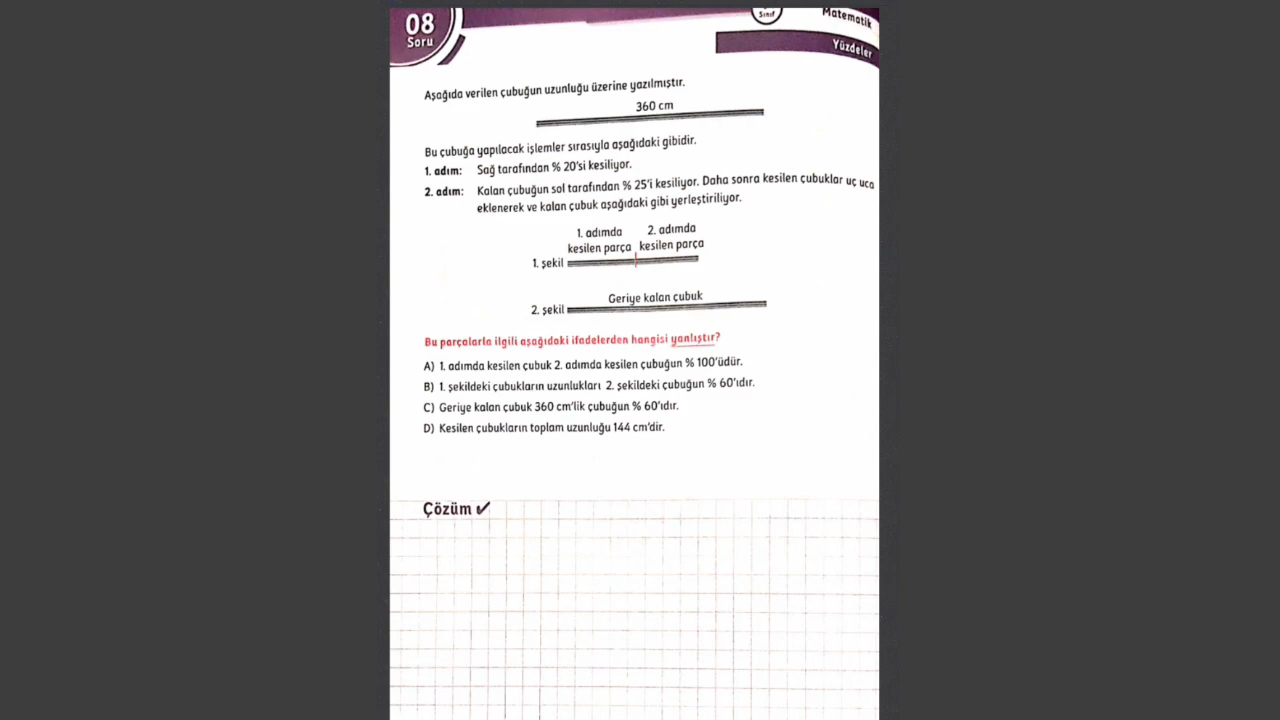 08
Soru
Sınıf
Matematik
Yüzdeler
Aşağıda verilen çubuğun uzunluğu üzerine yazılmıştır.
360 cm
Bu çubuğa yapılacak işlemler sırasıyla aşağıdaki gibidir.
1. adım: Sağ tarafından % 20'si kesiliyor.
2. adım: Kalan çubuğun sol tarafından % 25'i kesiliyor. Daha sonra kesilen çubuklar uç uca
eklenerek ve kalan çubuk aşağıdaki gibi yerleştiriliyor.
1. adımda 2. adımda
kesilen parça kesilen parça
1. şekil
Geriye kalan çubuk
2. şekil
Bu parçalarla ilgili aşağıdaki ifadelerden hangisi yanlıştır?
A) 1. adımda kesilen çubuk 2. adımda kesilen çubuğun % 100'üdür.
B) 1. şekildeki çubukların uzunlukları 2. şekildeki çubuğun % 60'ıdır.
C) Geriye kalan çubuk 360 cm'lik çubuğun % 60'ıdır.
D) Kesilen çubukların toplam uzunluğu 144 cm'dir.
Çözüm ✔